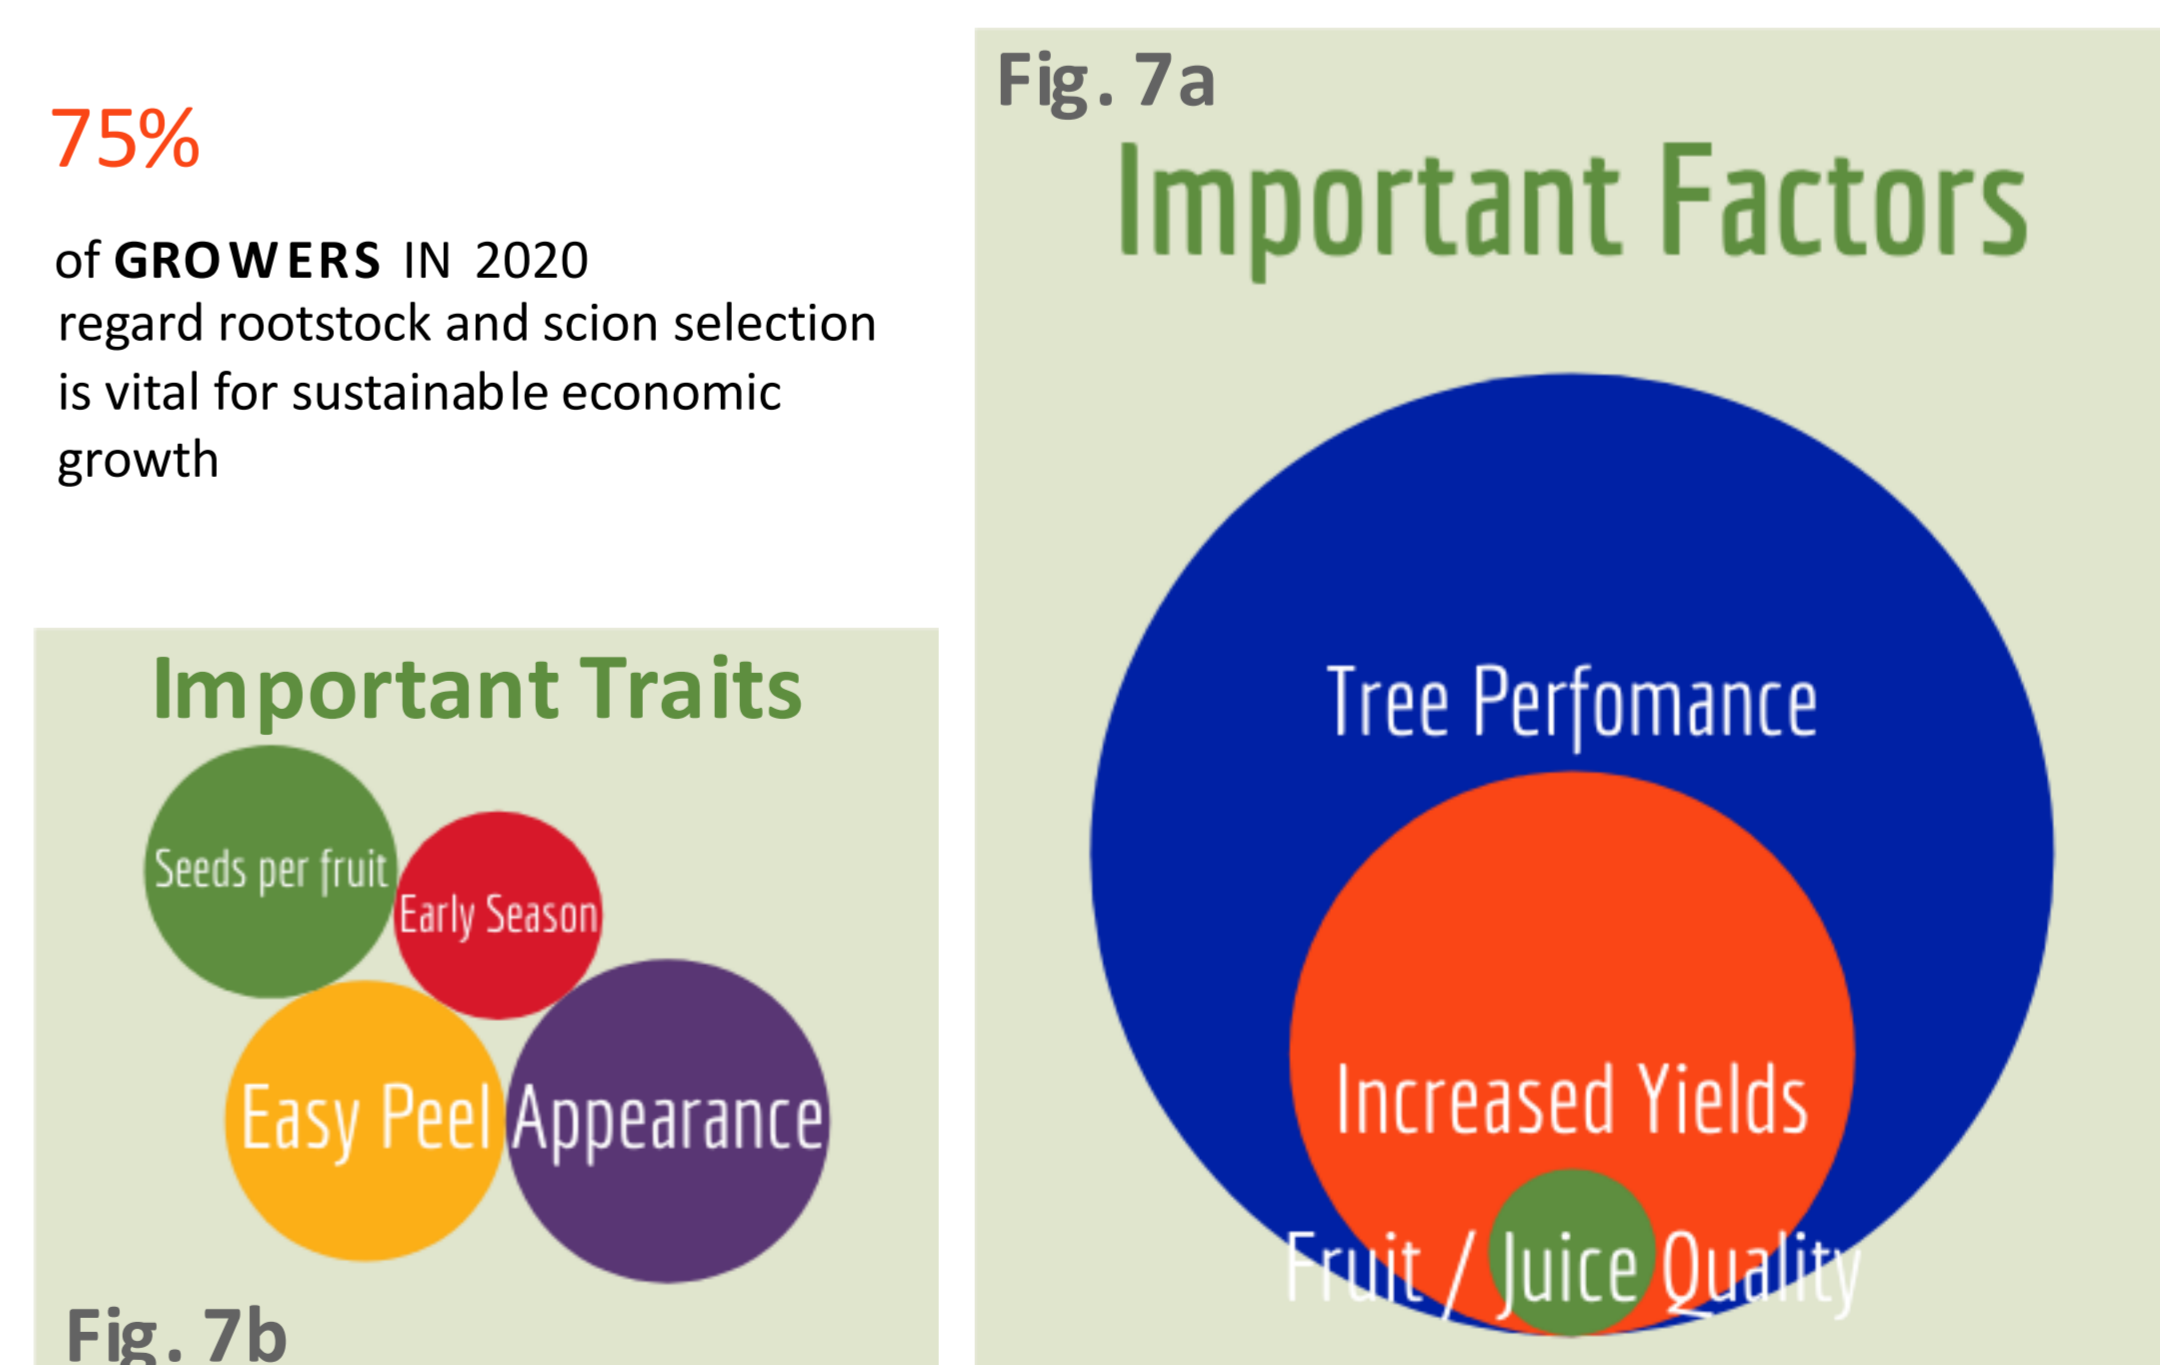 75%
of GROWERS IN 2020
regard rootstock and scion selection
is vital for sustainable economic
growth
Important Traits
Seeds per fruit
Early Season
Easy Peel
Appearance
Fig. 7b
Fig. 7a
Important Factors
Tree Perfomance
Increased Yields
Fruit / Juice Quality